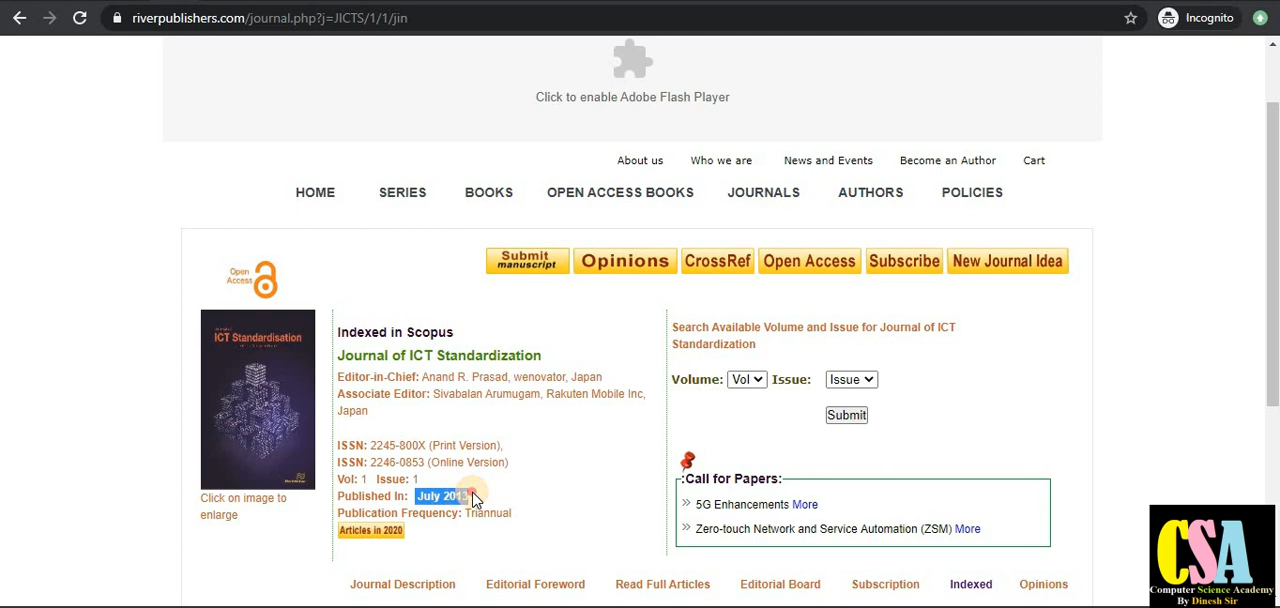 riverpublishers.com/journal.php?j=JICTS/1/1/jin
Incognito
Click to enable Adobe Flash Player
About us Who we are News and Events Become an Author Cart
HOME SERIES BOOKS OPEN ACCESS BOOKS JOURNALS AUTHORS POLICIES
Open Access
Submit manuscript Opinions CrossRef Open Access Subscribe New Journal Idea
ICT Standardisation
Click on image to
enlarge
Indexed in Scopus
Journal of ICT Standardization
Editor-in-Chief: Anand R. Prasad, wenovator, Japan
Associate Editor: Sivabalan Arumugam, Rakuten Mobile Inc,
Japan
ISSN: 2245-800X (Print Version),
ISSN: 2246-0853 (Online Version)
Vol: 1 Issue: 1
Published In: July 2013
Publication Frequency: Triannual
Articles in 2020
Search Available Volume and Issue for Journal of ICT
Standardization
Volume: Vol Issue: Issue
Submit
:Call for Papers:
5G Enhancements More
Zero-touch Network and Service Automation (ZSM) More
Journal Description Editorial Foreword Read Full Articles Editorial Board Subscription Indexed Opinions
CSA
Computer Science Academy
By Dinesh Sir